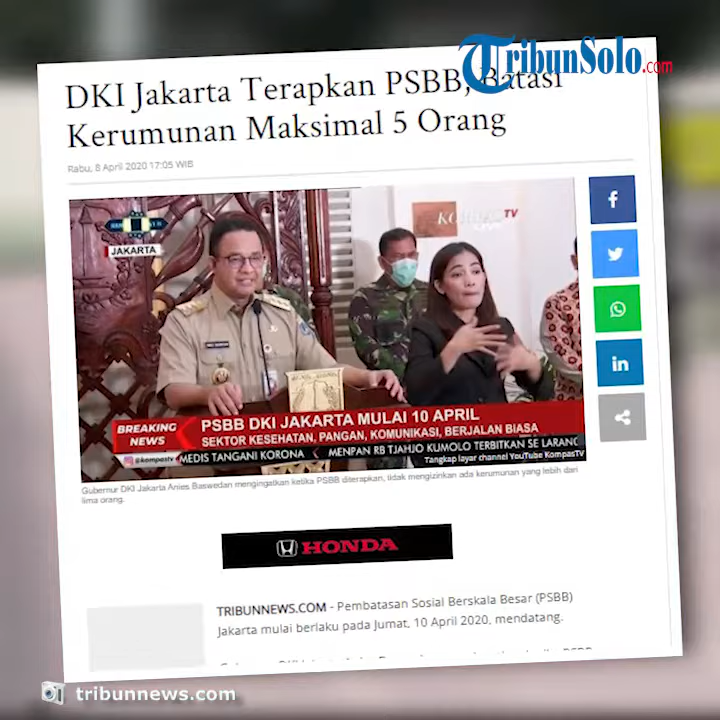 TribunSolo.com
DKI Jakarta Terapkan PSBB, Batasi
Kerumunan Maksimal 5 Orang
Rabu, 8 April 2020 17:05 WIB
KOMPAS TV
JAKARTA
BREAKING NEWS
PSBB DKI JAKARTA MULAI 10 APRIL
SEKTOR KESEHATAN, PANGAN, KOMUNIKASI, BERJALAN BIASA
@kompastv
MEDIS TANGANI KORONA
MENPAN RB TJAHJO KUMOLO TERBITKAN SE LARANG
Tangkap layar channel YouTube KompasTV
Gubernur DKI Jakarta Anies Baswedan mengingatkan ketika PSBB diterapkan, tidak mengizinkan ada kerumunan yang lebih dari
lima orang.
HONDA
TRIBUNNEWS.COM - Pembatasan Sosial Berskala Besar (PSBB)
Jakarta mulai berlaku pada Jumat, 10 April 2020, mendatang.
tribunnews.com